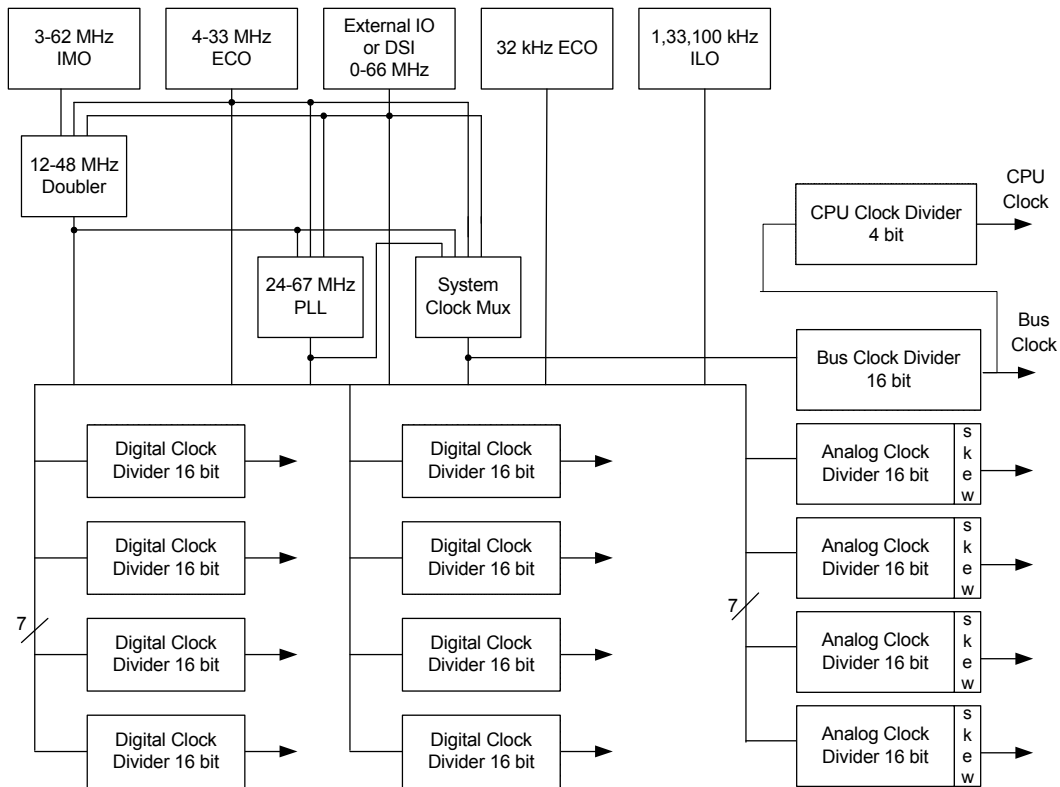 3-62 MHz
IMO
4-33 MHz
ECO
External IO
or DSI
0-66 MHz
32 kHz ECO
1,33,100 kHz
ILO
12-48 MHz
Doubler
24-67 MHz
PLL
System
Clock Mux
CPU Clock Divider
4 bit
CPU
Clock
Bus Clock Divider
16 bit
Bus
Clock
7
Digital Clock
Divider 16 bit
Digital Clock
Divider 16 bit
Digital Clock
Divider 16 bit
Digital Clock
Divider 16 bit
Digital Clock
Divider 16 bit
Digital Clock
Divider 16 bit
Digital Clock
Divider 16 bit
Digital Clock
Divider 16 bit
7
Analog Clock
Divider 16 bit
s
k
e
w
Analog Clock
Divider 16 bit
s
k
e
w
Analog Clock
Divider 16 bit
s
k
e
w
Analog Clock
Divider 16 bit
s
k
e
w